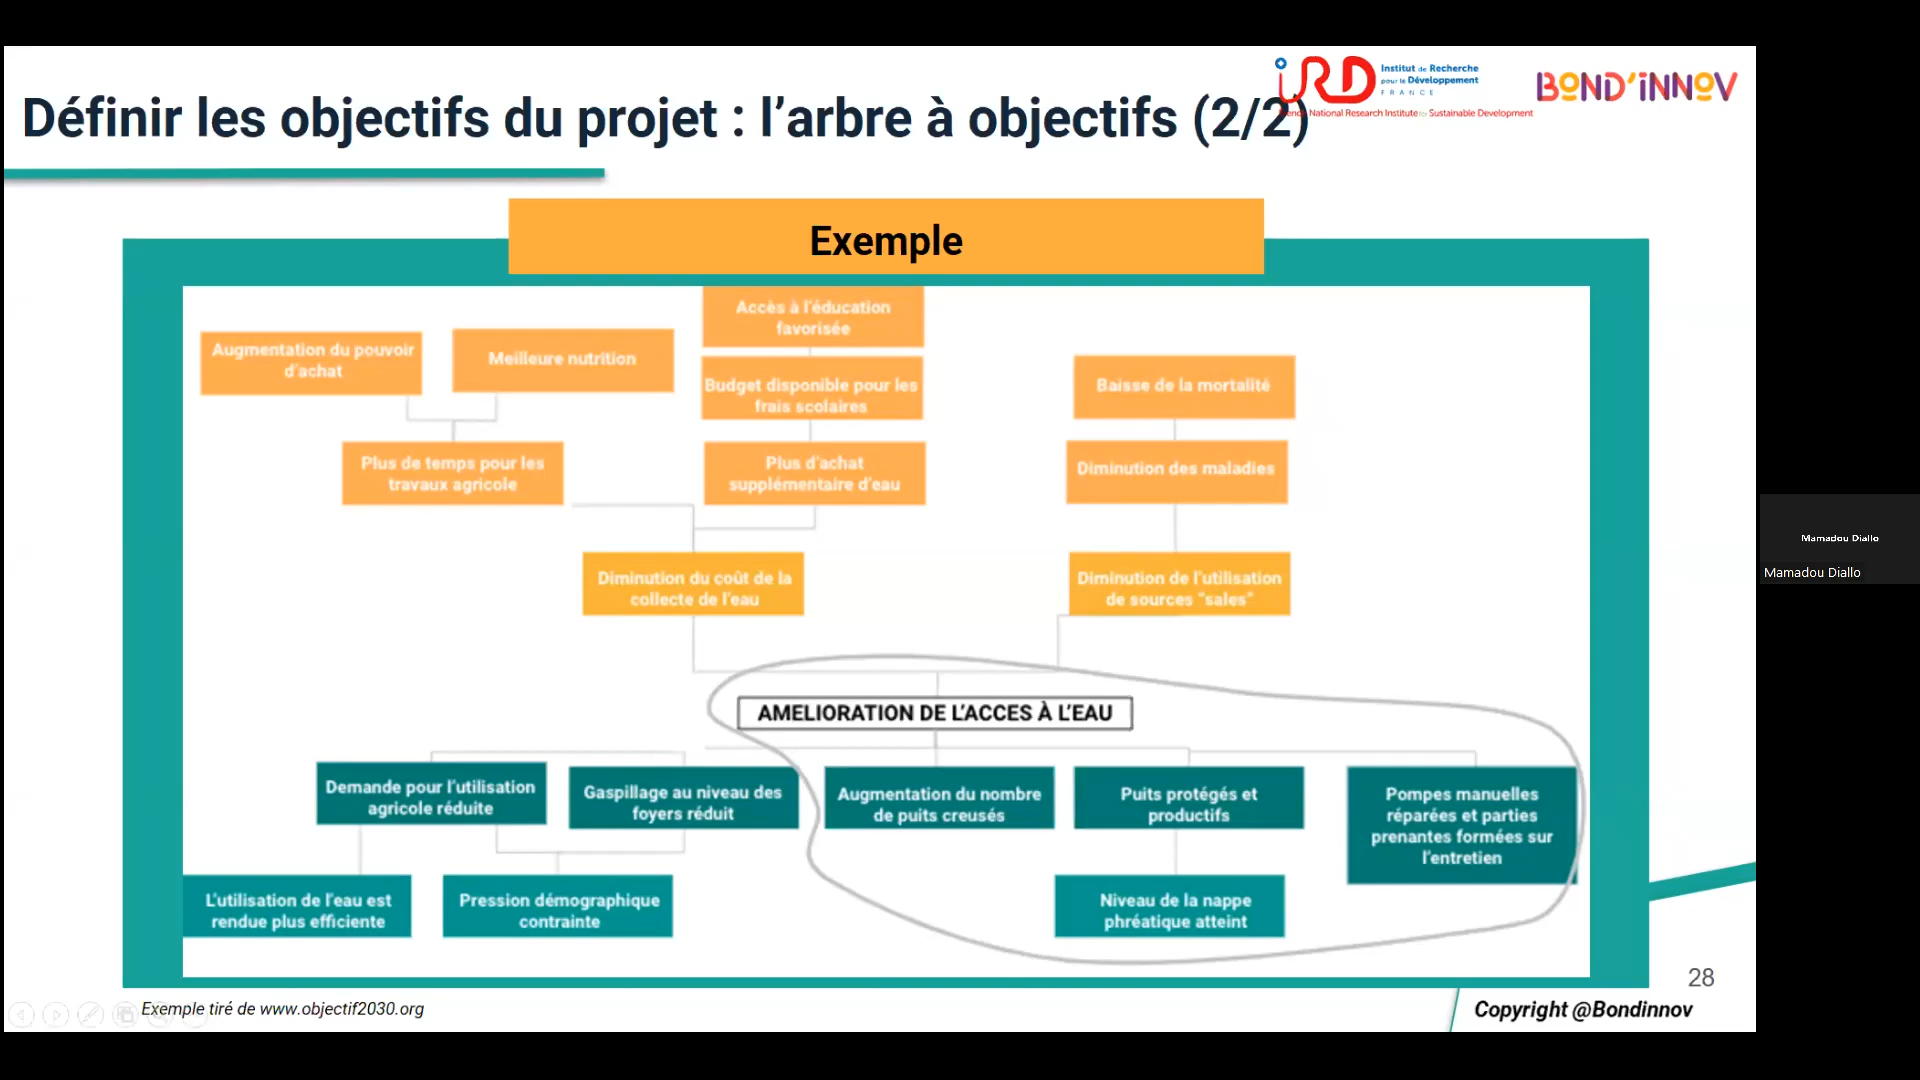 Définir les objectifs du projet : l'arbre à objectifs (2/2)
iRD
Institut de Recherche
pour le Développement
FRANCE
National Research Institute for Sustainable Development
BOND'iNNOV
Exemple
Accès à l'éducation
favorisée
Augmentation du pouvoir
d'achat
Meilleure nutrition
Budget disponible pour les
frais scolaires
Baisse de la mortalité
Plus de temps pour les
travaux agricole
Plus d'achat
supplémentaire d'eau
Diminution des maladies
Diminution du coût de la
collecte de l'eau
Diminution de l'utilisation
de sources "sales"
AMELIORATION DE L'ACCES À L'EAU
Demande pour l'utilisation
agricole réduite
Gaspillage au niveau des
foyers réduit
Augmentation du nombre
de puits creusés
Puits protégés et
productifs
Pompes manuelles
réparées et parties
prenantes formées sur
l'entretien
L'utilisation de l'eau est
rendue plus efficiente
Pression démographique
contrainte
Niveau de la nappe
phréatique atteint
28
Exemple tiré de www.objectif2030.org
Copyright @Bondinnov
Mamadou Diallo
Mamadou Diallo